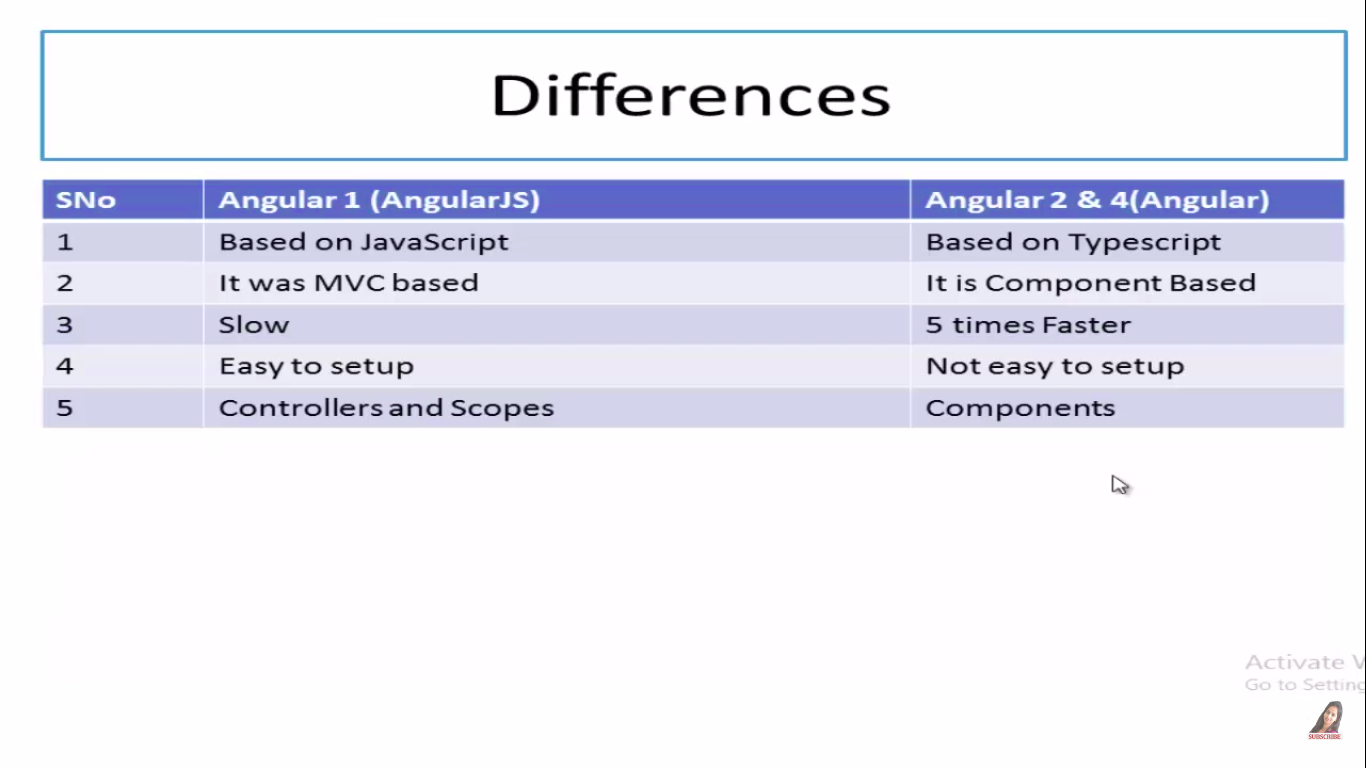 Differences
SNo Angular 1 (AngularJS) Angular 2 & 4(Angular)
1 Based on JavaScript Based on Typescript
2 It was MVC based It is Component Based
3 Slow 5 times Faster
4 Easy to setup Not easy to setup
5 Controllers and Scopes Components
Activate
Go to Setting
SUBSCRIBE